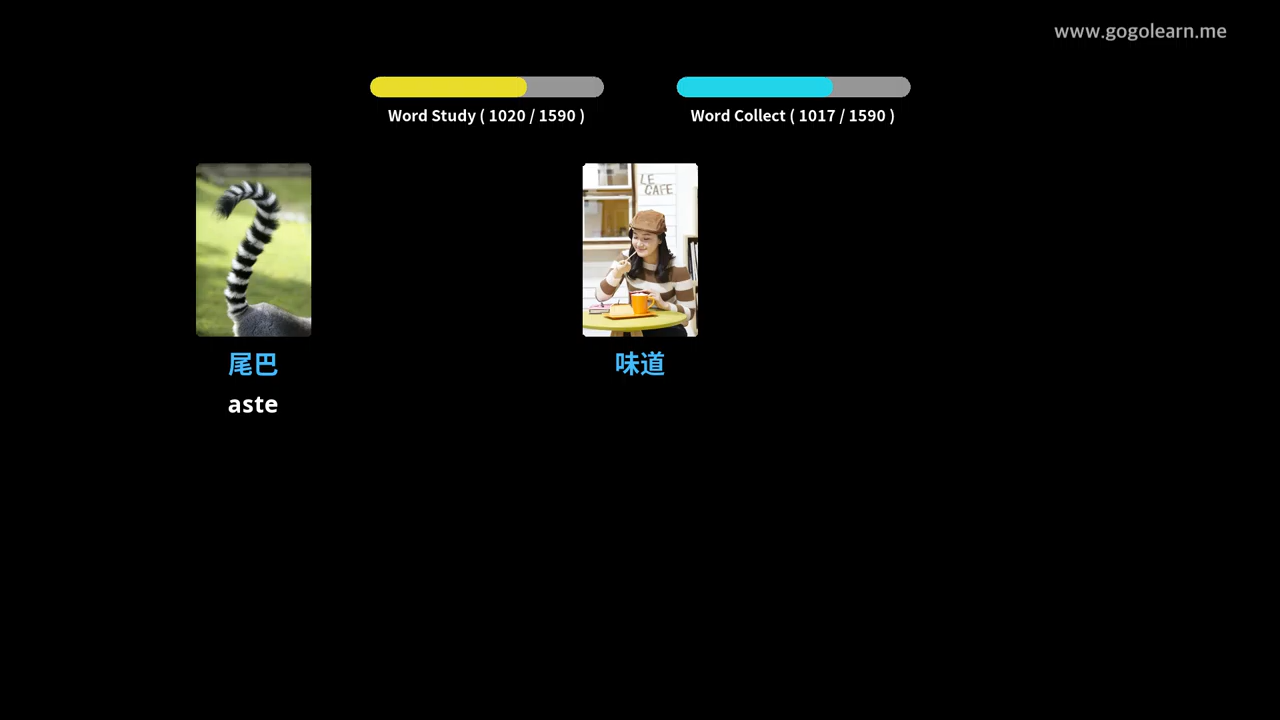 www.gogolearn.me
Word Study ( 1020 / 1590 )
Word Collect ( 1017 / 1590 )
LE
CAFE
尾巴
味道
aste